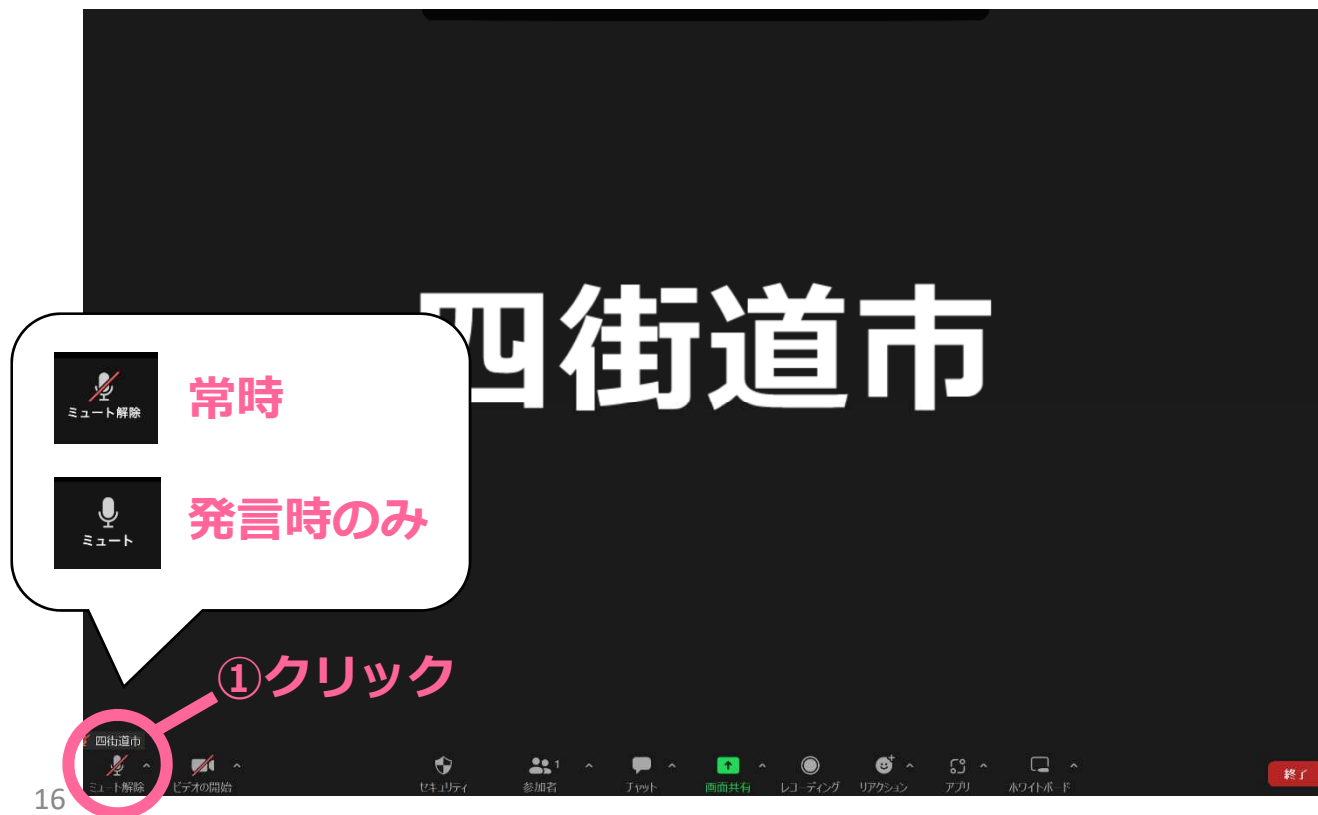 四街道市
ミュート解除
常時
ミュート
発言時のみ
①クリック
四街道市
ミュート解除
ビデオの開始
セキュリティ
参加者
1
チャット
画面共有
レコーディング
リアクション
アプリ
ホワイトボード
終了
16